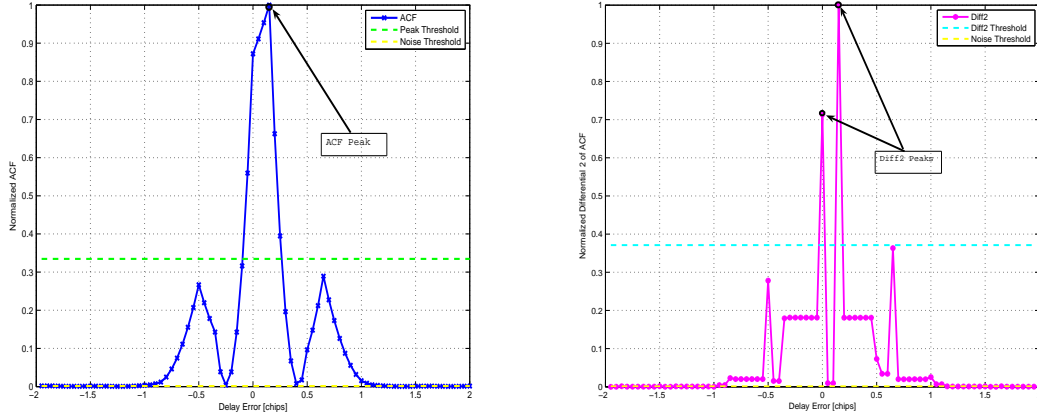 ACF
Peak Threshold
Noise Threshold
ACF Peak
Normalized ACF
1
0.9
0.8
0.7
0.6
0.5
0.4
0.3
0.2
0.1
0
−2 −1.5 −1 −0.5 0 0.5 1 1.5 2
Delay Error [chips]
Diff2
Diff2 Threshold
Noise Threshold
Diff2 Peaks
Normalized Differential 2 of ACF
1
0.9
0.8
0.7
0.6
0.5
0.4
0.3
0.2
0.1
0
−2 −1.5 −1 −0.5 0 0.5 1 1.5
Delay Error [chips]